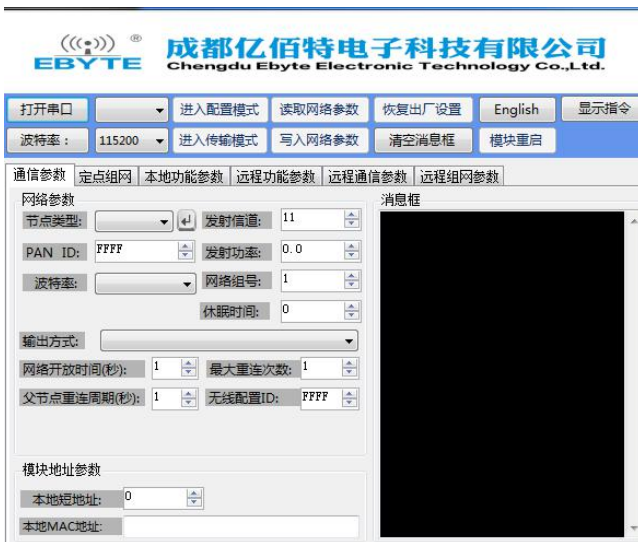 ((•)) ®
EBYTE
成都亿佰特电子科技有限公司
Chengdu Ebyte Electronic Technology Co.,Ltd.
打开串口 进入配置模式 读取网络参数 恢复出厂设置 English 显示指令
波特率： 115200 进入传输模式 写入网络参数 清空消息框 模块重启
通信参数 定点组网 本地功能参数 远程功能参数 远程通信参数 远程组网参数
网络参数 消息框
节点类型: 发射信道: 11
PAN ID: FFFF 发射功率: 0.0
波特率: 网络组号: 1
休眠时间: 0
输出方式:
网络开放时间(秒): 1 最大重连次数: 1
父节点重连周期(秒): 1 无线配置ID: FFFF
模块地址参数
本地短地址: 0
本地MAC地址: